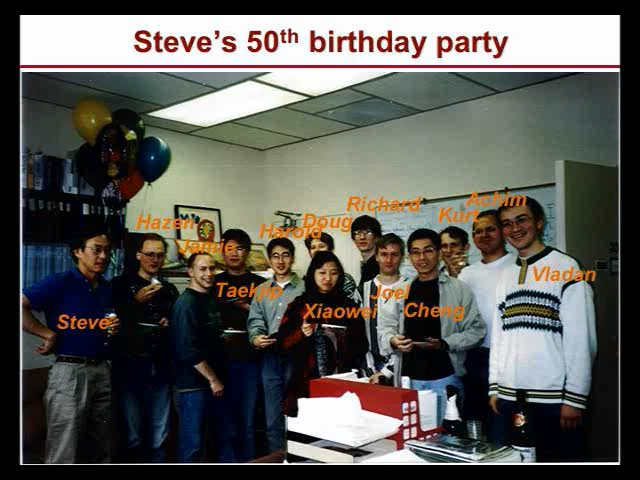 Steve's 50th birthday party
Achim
Richard
Kurt
Doug
Hazen
Harold
Jamie
Vladan
Taekjip
Joel
Xiaowei
Cheng
Steve